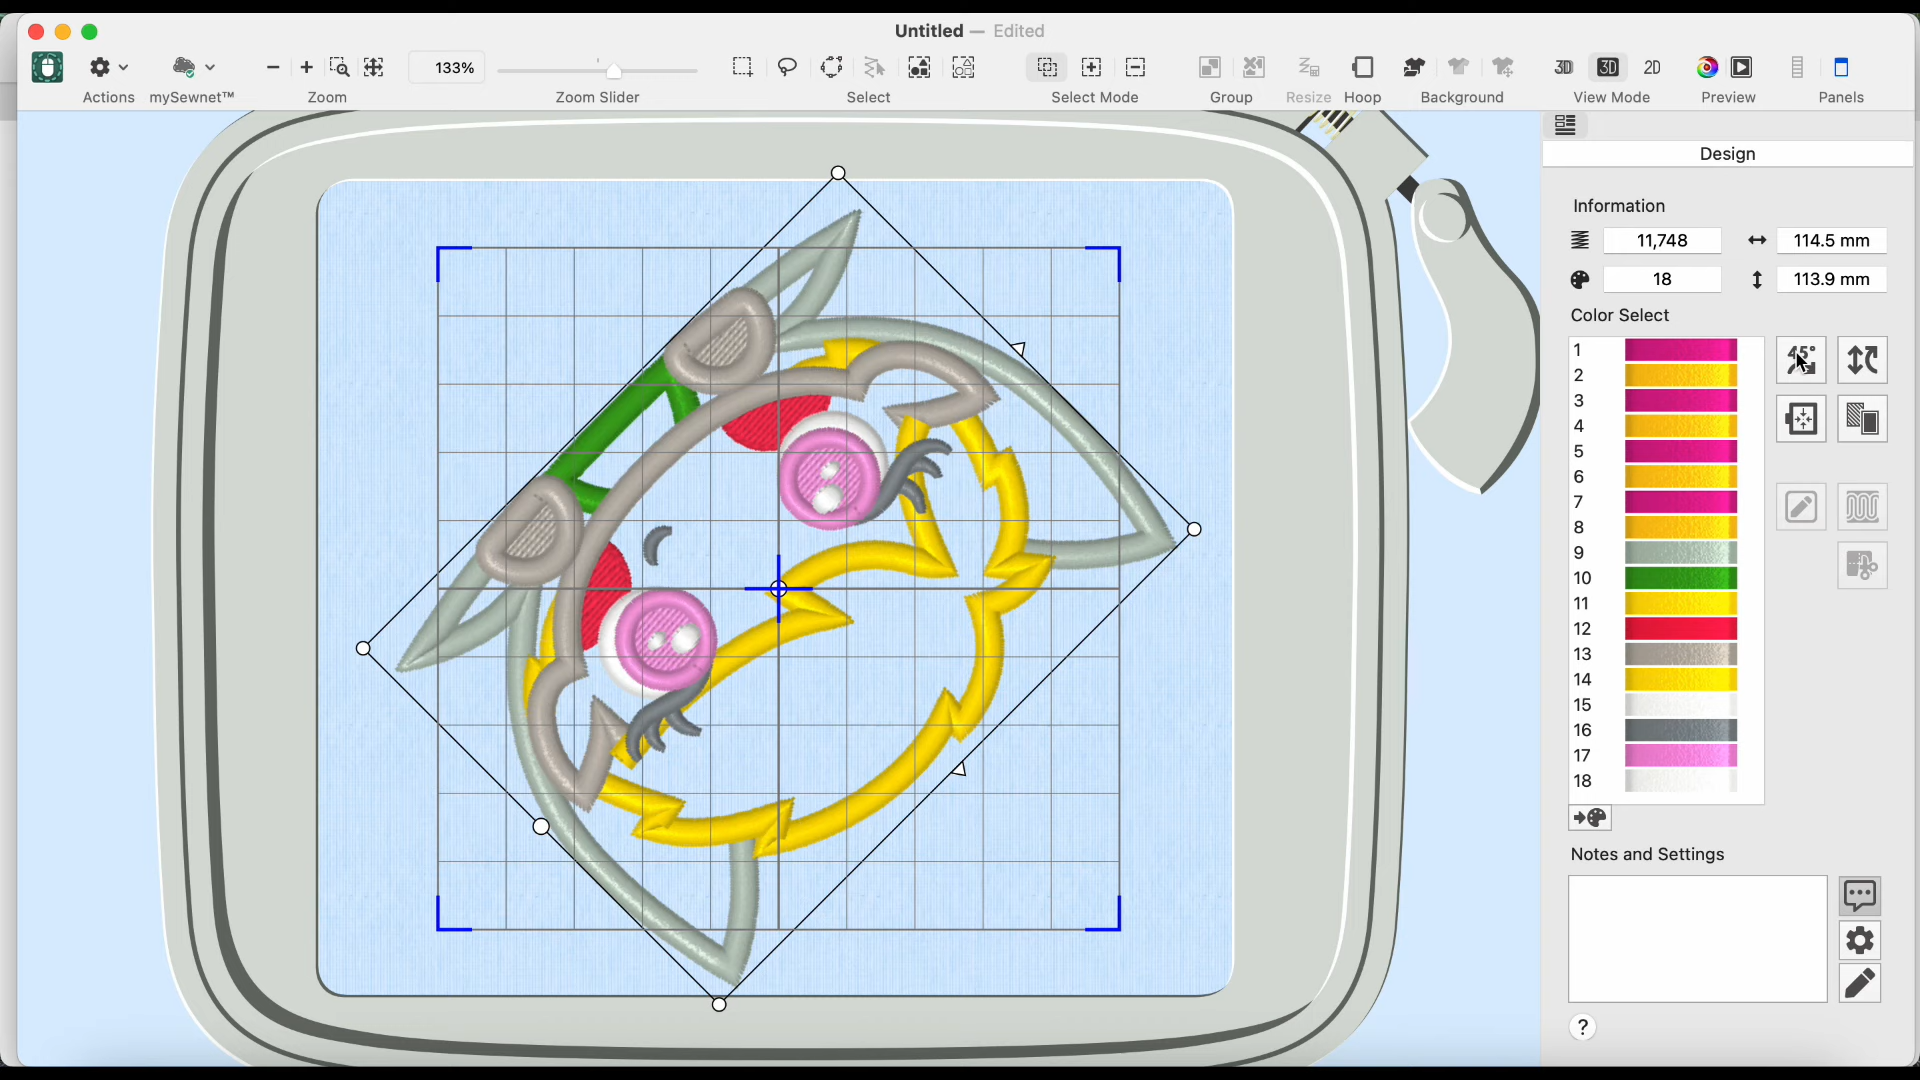 Untitled — Edited
133%
Actions mySewnet™ Zoom Zoom Slider Select Select Mode Group Resize Hoop Background View Mode Preview Panels
3D 3D 2D
Design
Information
11,748 114.5 mm
18 113.9 mm
Color Select
1
2
3
4
5
6
7
8
9
10
11
12
13
14
15
16
17
18
45°
Notes and Settings
?